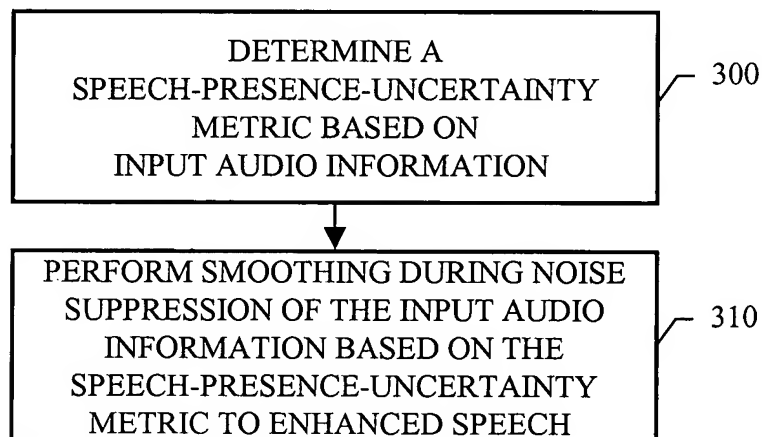 DETERMINE A
SPEECH-PRESENCE-UNCERTAINTY
METRIC BASED ON
INPUT AUDIO INFORMATION
300
PERFORM SMOOTHING DURING NOISE
SUPPRESSION OF THE INPUT AUDIO
INFORMATION BASED ON THE
SPEECH-PRESENCE-UNCERTAINTY
METRIC TO ENHANCED SPEECH
310